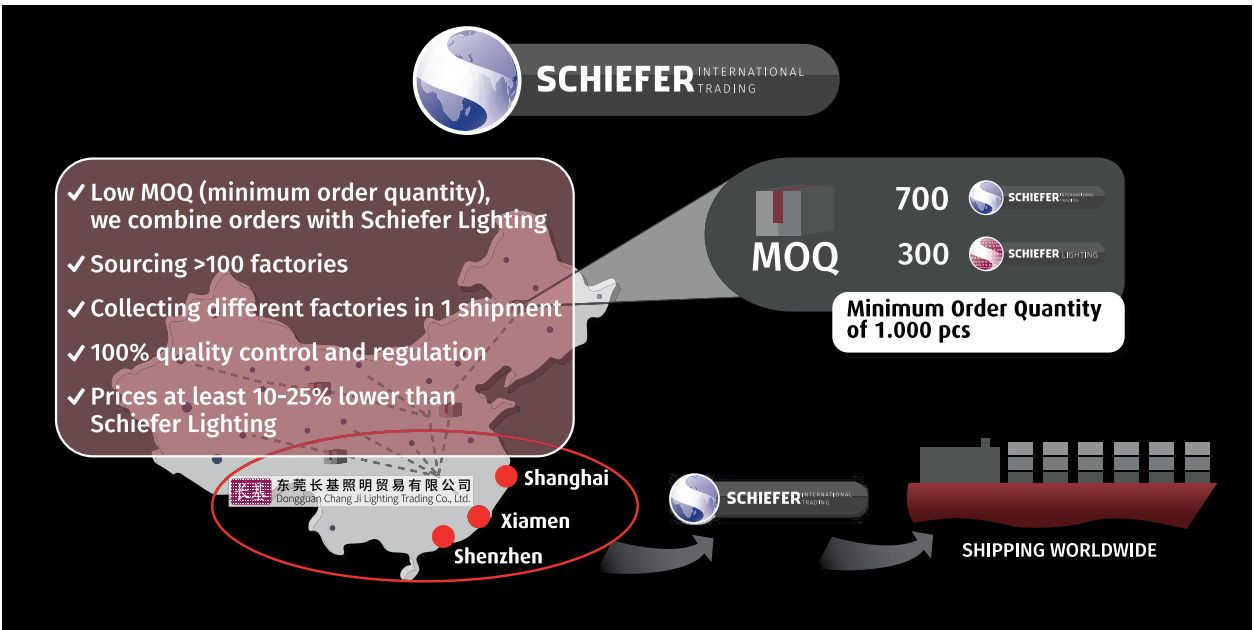 SCHIEFER INTERNATIONAL
TRADING
✓ Low MOQ (minimum order quantity),
we combine orders with Schiefer Lighting
✓ Sourcing >100 factories
✓ Collecting different factories in 1 shipment
✓ 100% quality control and regulation
✓ Prices at least 10-25% lower than
Schiefer Lighting
MOQ
700 SCHIEFER INTERNATIONAL
TRADING
300 SCHIEFER LIGHTING
Minimum Order Quantity
of 1.000 pcs
长基 东莞长基照明贸易有限公司
Dongguan Chang Ji Lighting Trading Co., Ltd.
Shanghai
Xiamen
Shenzhen
SCHIEFER INTERNATIONAL
TRADING
SHIPPING WORLDWIDE